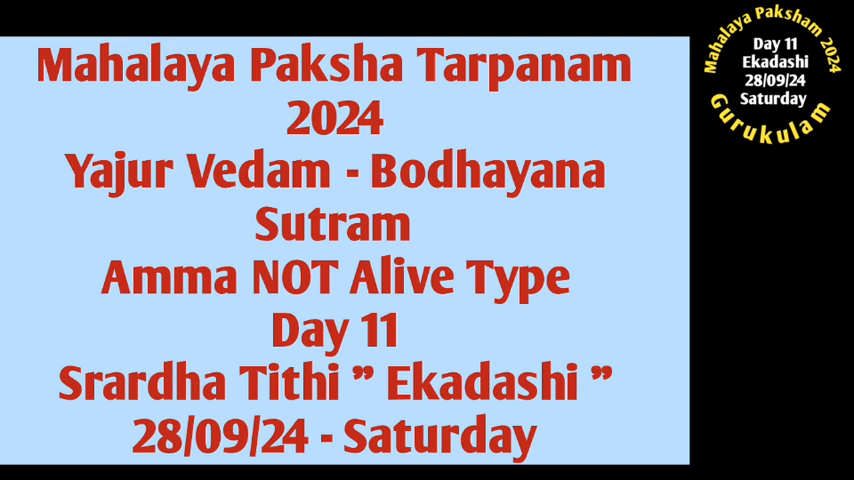 Mahalaya Paksha Tarpanam
2024
Yajur Vedam - Bodhayana
Sutram
Amma NOT Alive Type
Day 11
Srardha Tithi ” Ekadashi ”
28/09/24 - Saturday
Mahalaya Paksham 2024
Day 11
Ekadashi
28/09/24
Saturday
Gurukulam